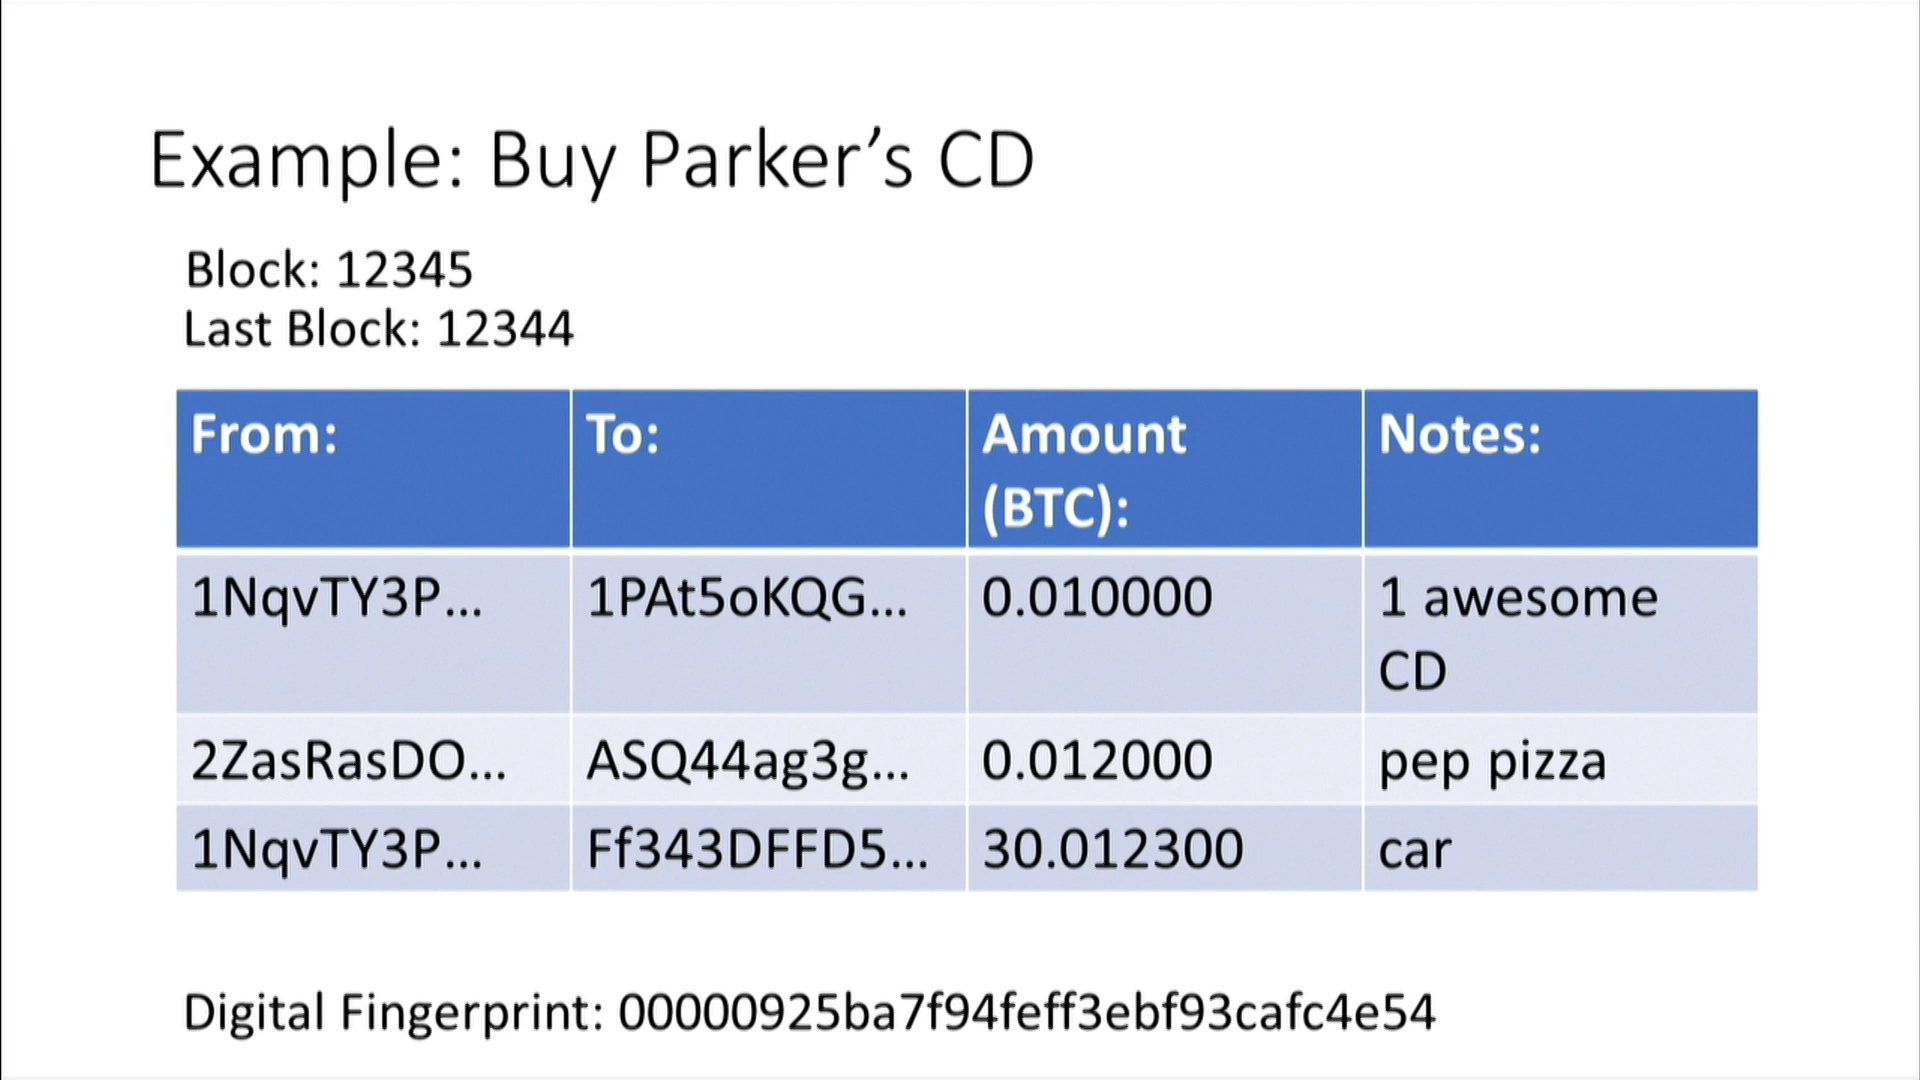 Example: Buy Parker’s CD
Block: 12345
Last Block: 12344
From: To: Amount (BTC): Notes:
1NqvTY3P... 1PAt5oKQG... 0.010000 1 awesome CD
2ZasRasDO... ASQ44ag3g... 0.012000 pep pizza
1NqvTY3P... Ff343DFFD5... 30.012300 car
Digital Fingerprint: 00000925ba7f94feff3ebf93cafc4e54